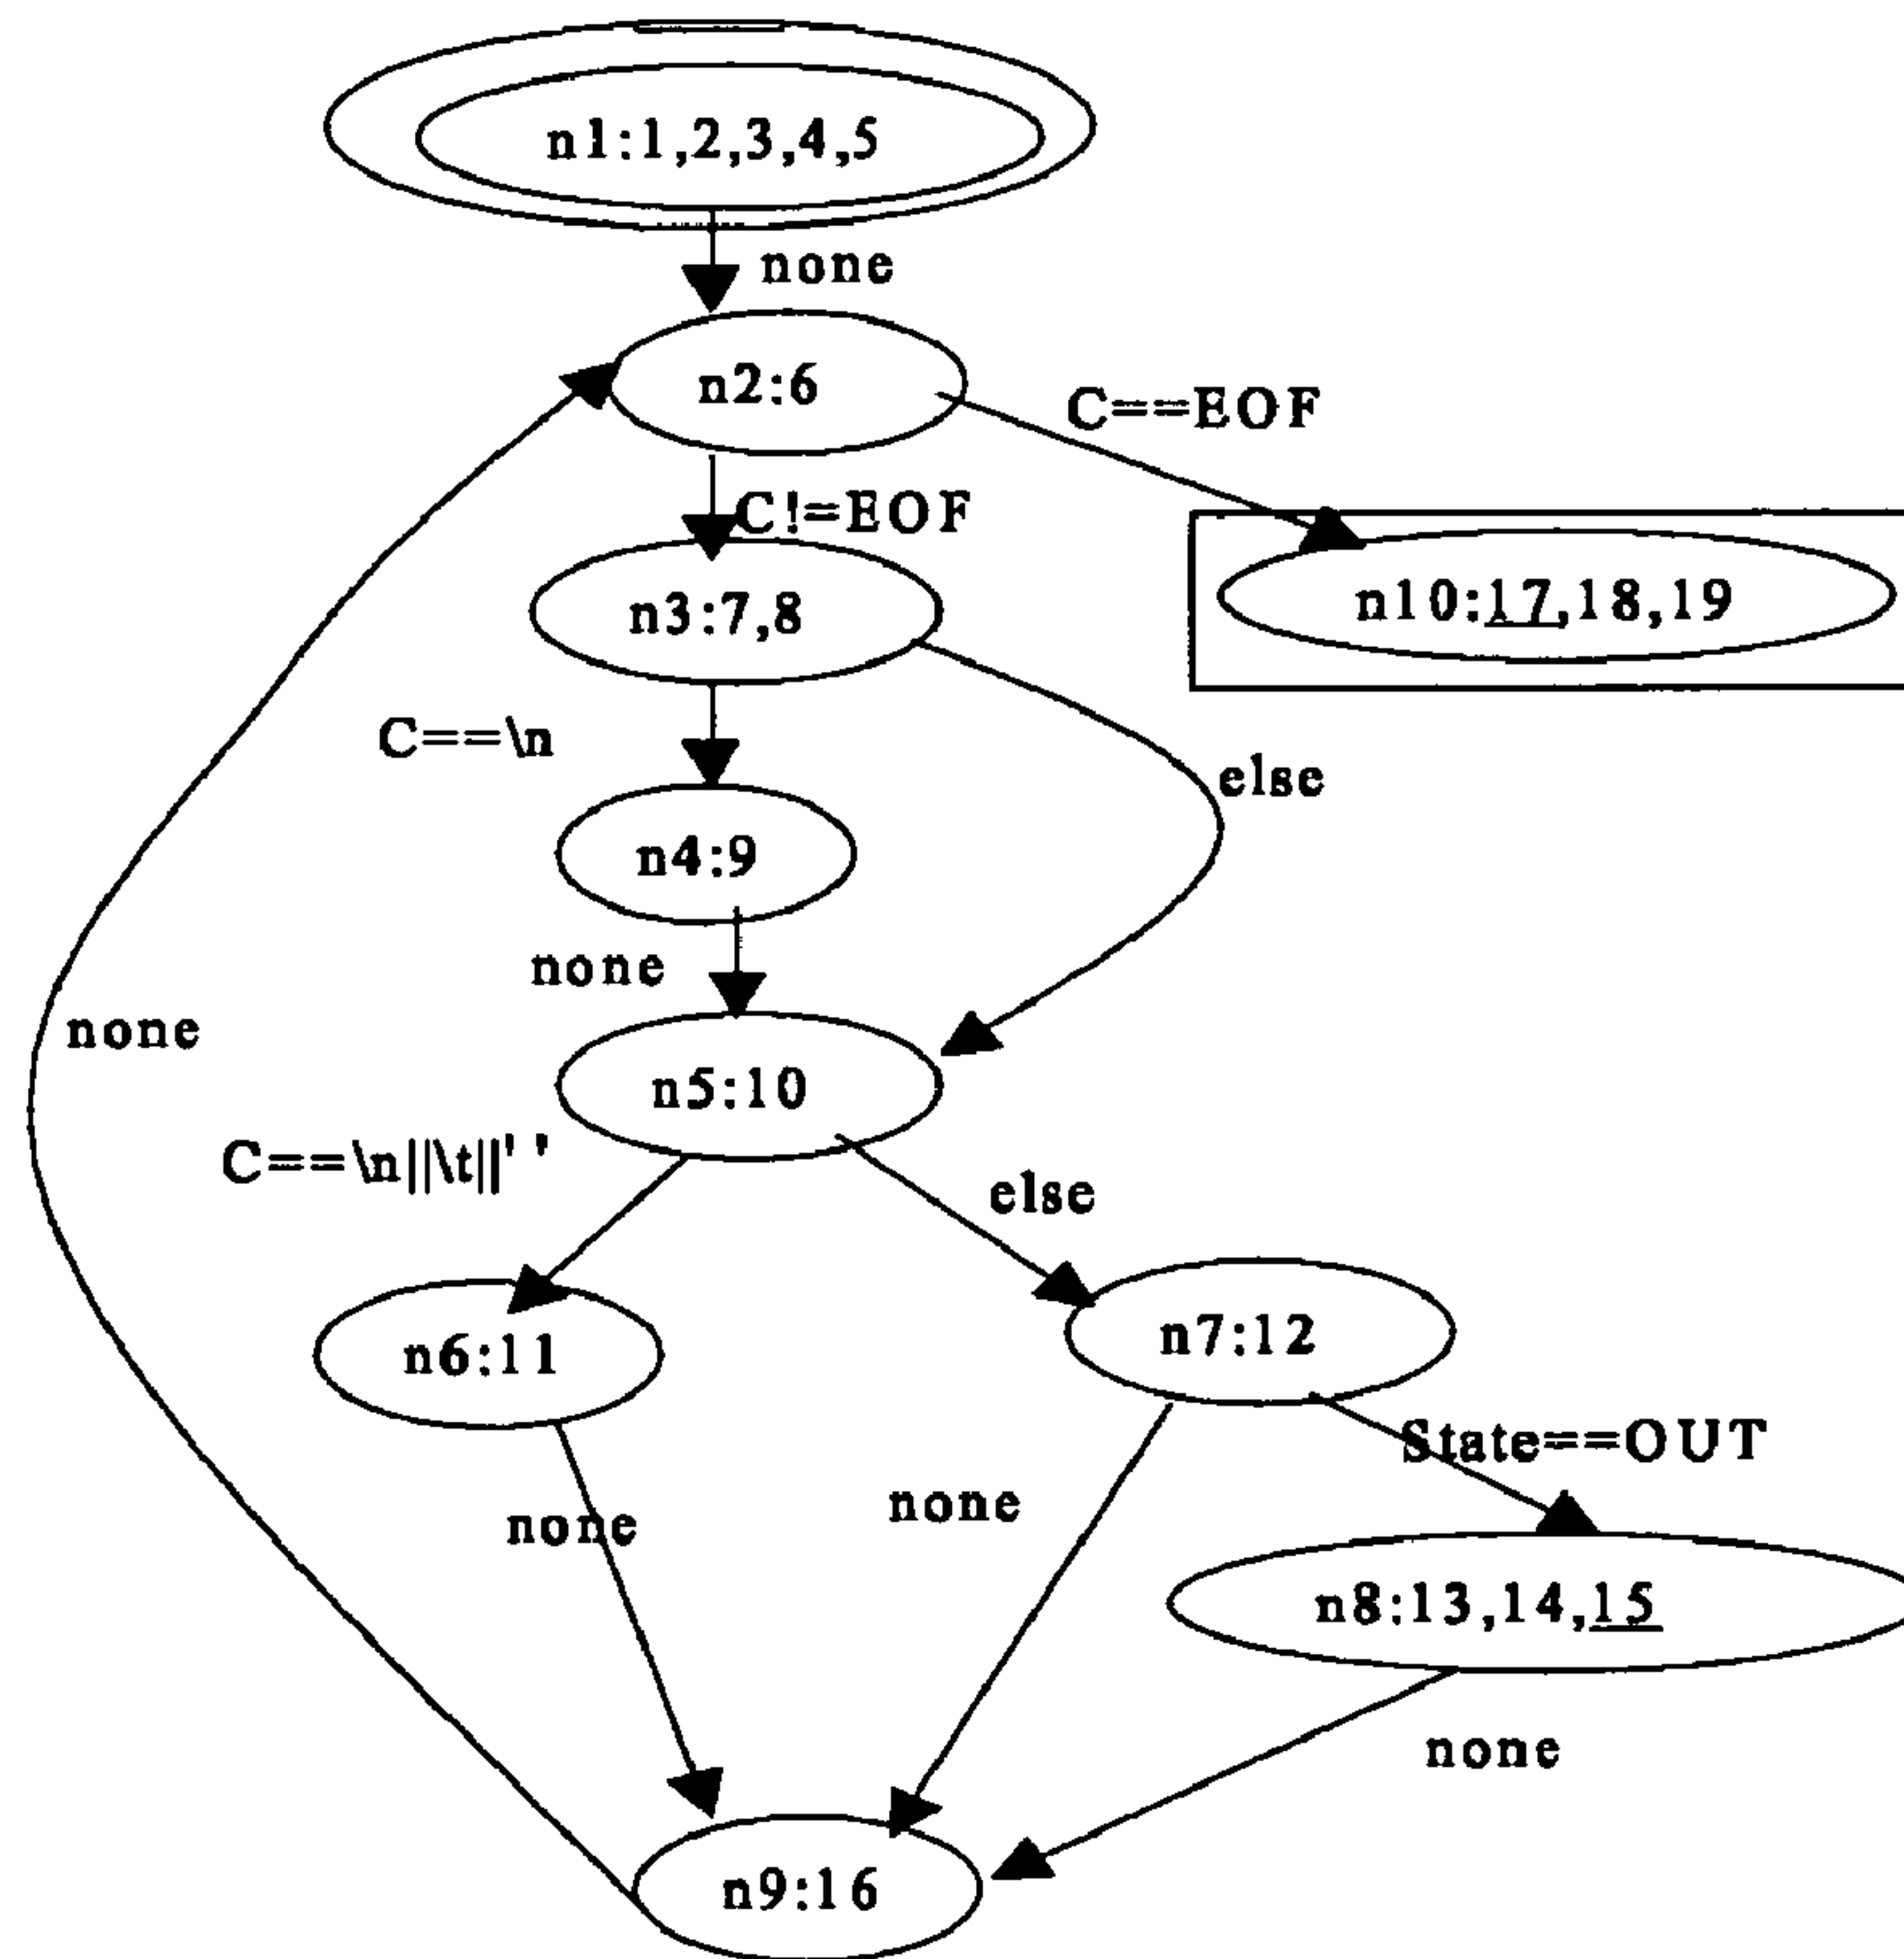 n1:1,2,3,4,5
none
n2:6
C==EOF
C!=EOF
n10:17,18,19
n3:7,8
C==\n
else
n4:9
none
none
n5:10
C==\n||\t||' '
else
n6:11
n7:12
State==OUT
none
none
n8:13,14,15
none
n9:16